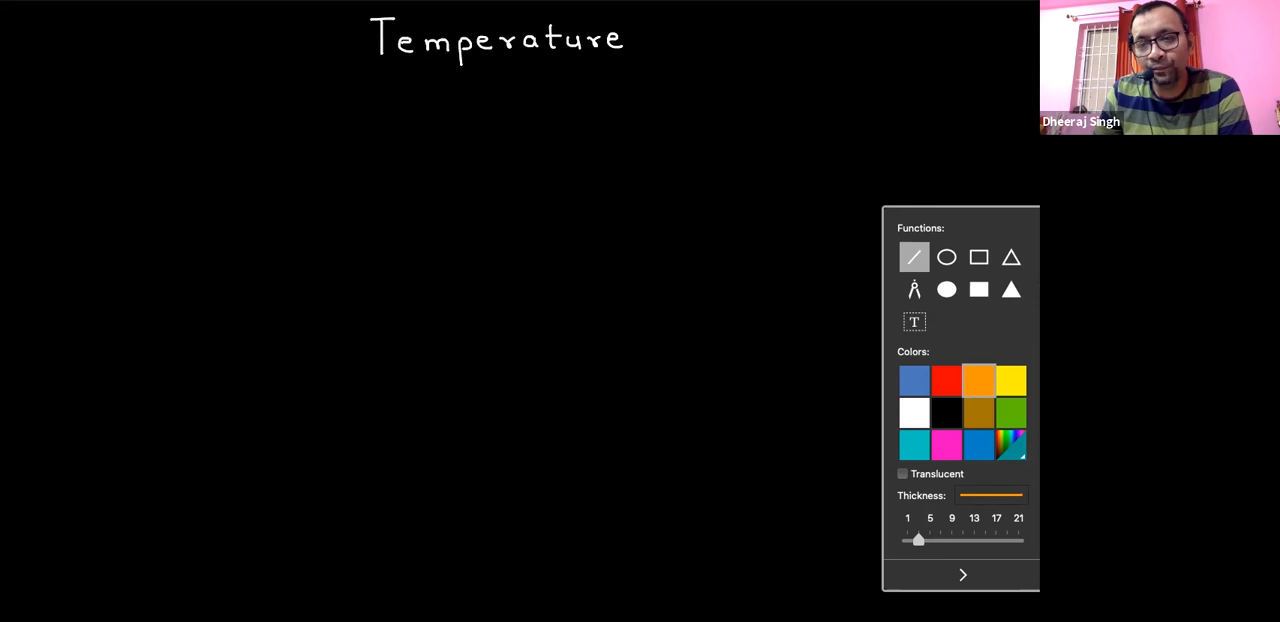 Temperature
Dheeraj Singh
Functions:
T
Colors:
Translucent
Thickness:
1 5 9 13 17 21